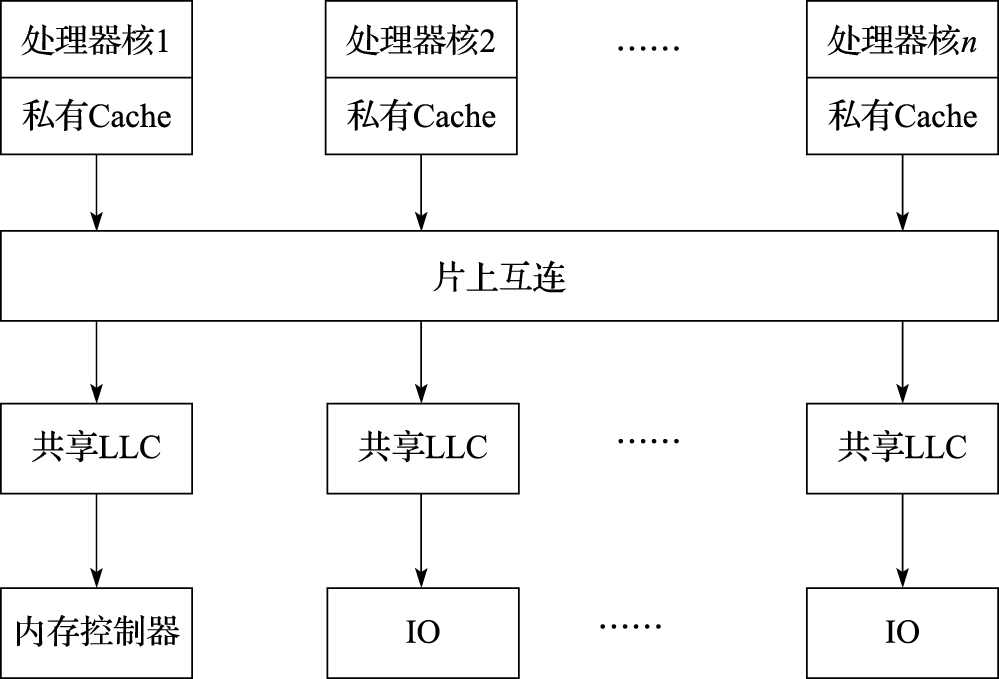 处理器核1
处理器核2
……
处理器核n
私有Cache
私有Cache
私有Cache
片上互连
共享LLC
共享LLC
……
共享LLC
内存控制器
IO
……
IO